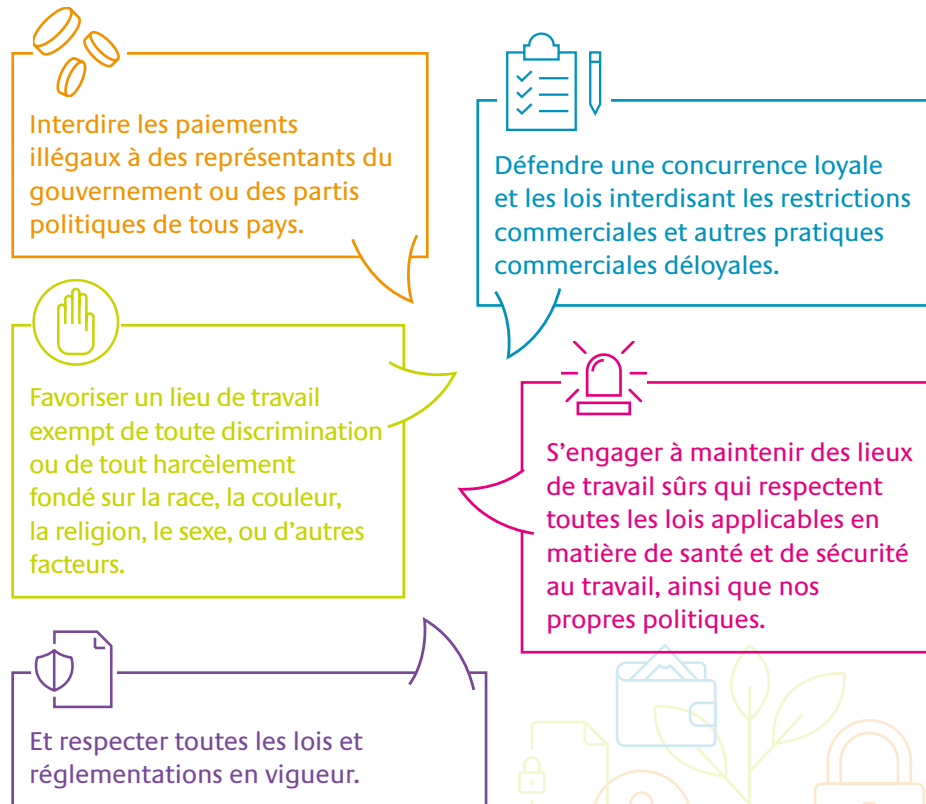 Interdire les paiements
illégaux à des représentants du
gouvernement ou des partis
politiques de tous pays.
Défendre une concurrence loyale
et les lois interdisant les restrictions
commerciales et autres pratiques
commerciales déloyales.
Favoriser un lieu de travail
exempt de toute discrimination
ou de tout harcèlement
fondé sur la race, la couleur,
la religion, le sexe, ou d’autres
facteurs.
S’engager à maintenir des lieux
de travail sûrs qui respectent
toutes les lois applicables en
matière de santé et de sécurité
au travail, ainsi que nos
propres politiques.
Et respecter toutes les lois et
réglementations en vigueur.